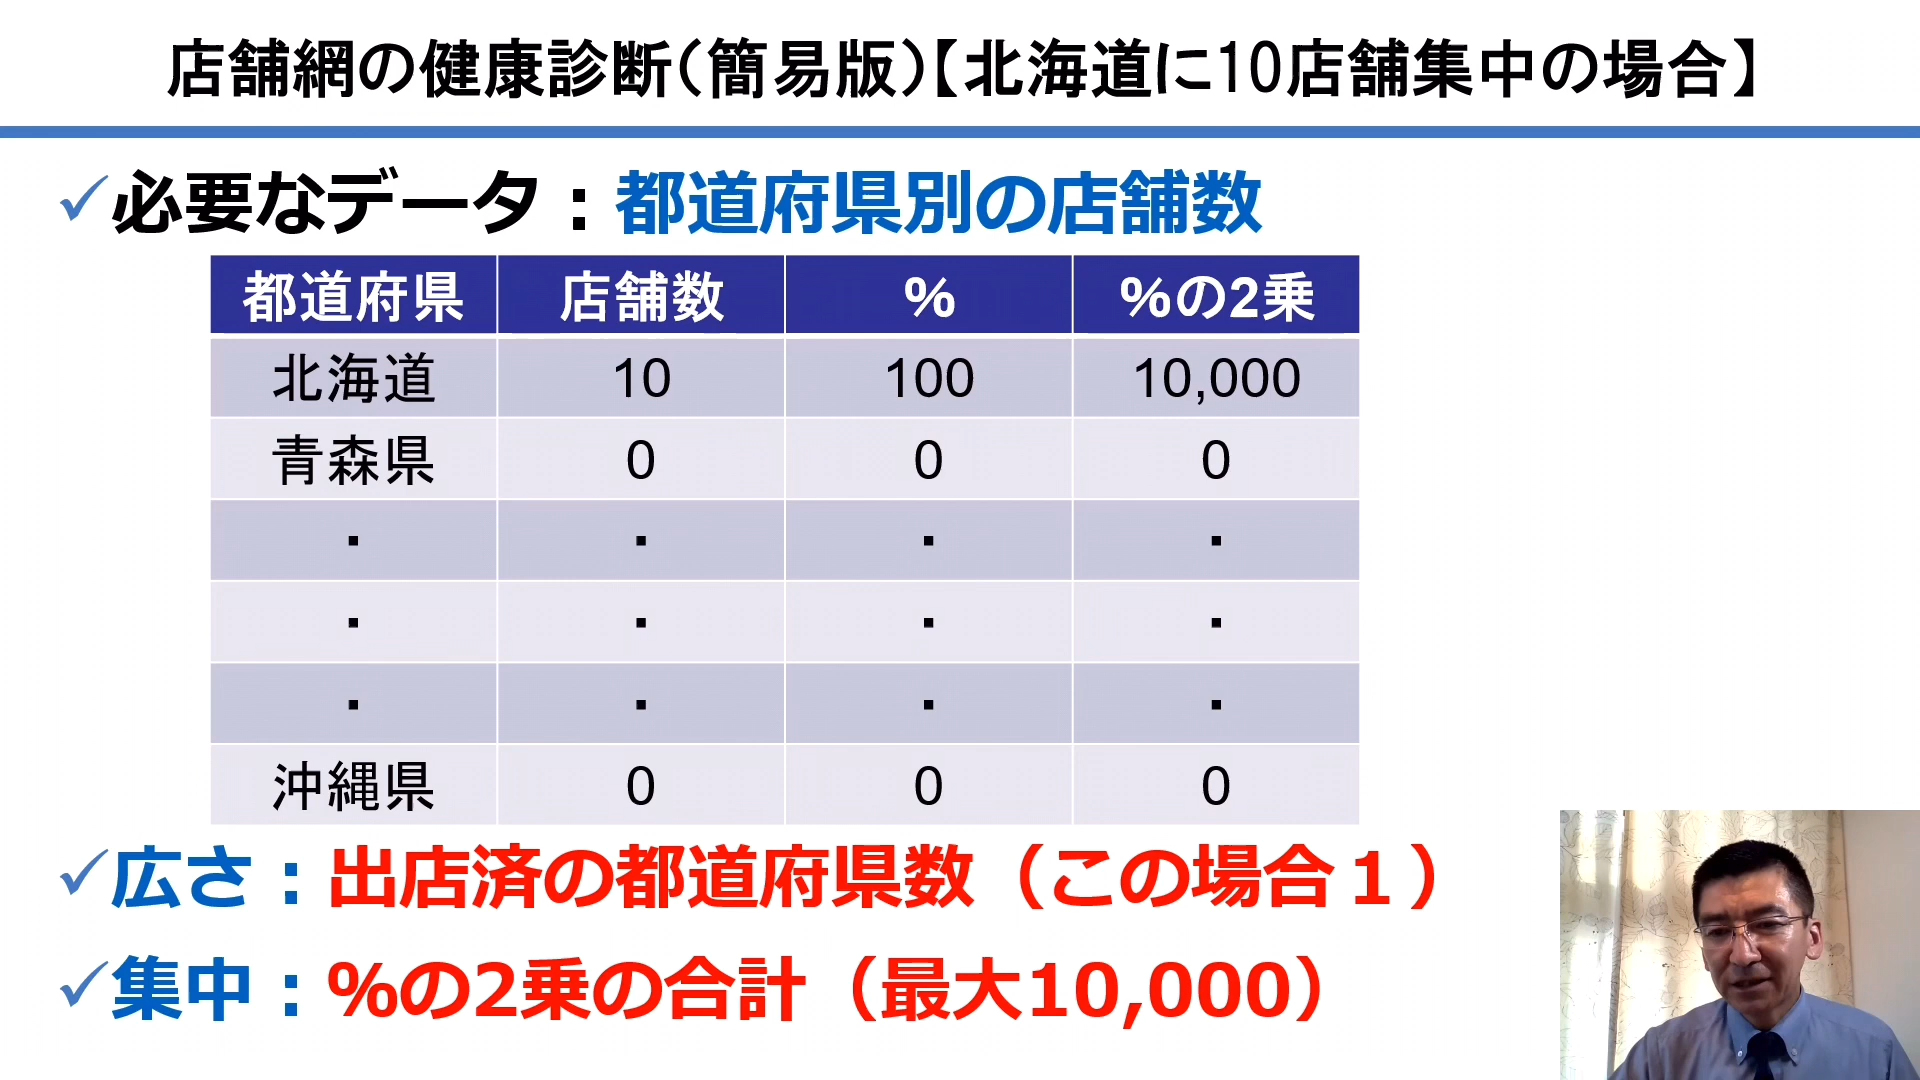 店舗網の健康診断（簡易版）【北海道に10店舗集中の場合】
✓必要なデータ：都道府県別の店舗数
都道府県 店舗数 % %の2乗
北海道 10 100 10,000
青森県 0 0 0
・ ・ ・ ・
・ ・ ・ ・
・ ・ ・ ・
沖縄県 0 0 0
✓広さ：出店済の都道府県数（この場合１）
✓集中：%の2乗の合計（最大10,000）